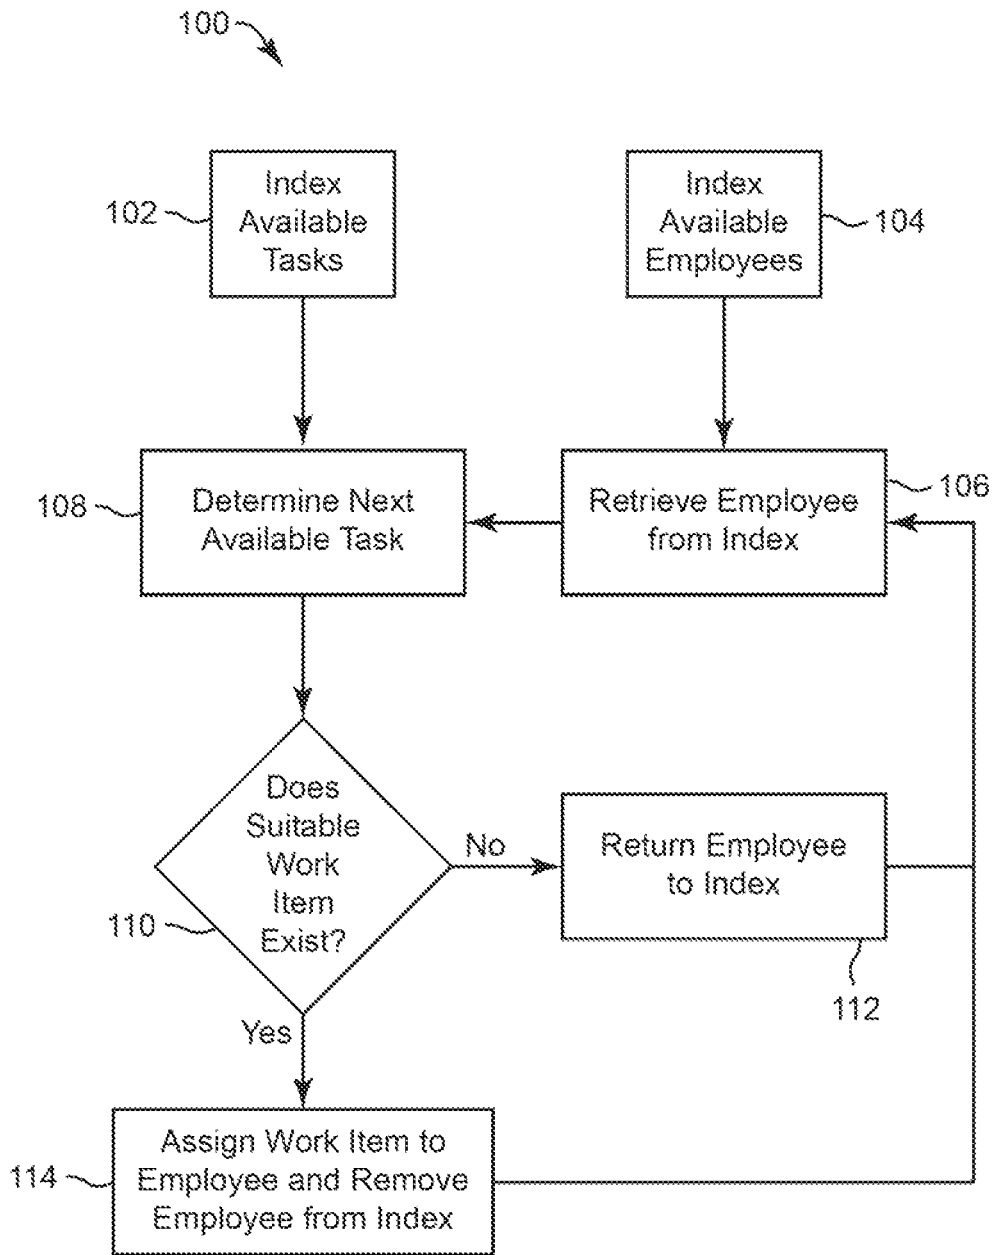 100
Index
Available
Tasks
102
Index
Available
Employees
104
108
Determine Next
Available Task
Retrieve Employee
from Index
106
Does
Suitable
Work
Item
Exist?
110
No
Return Employee
to Index
112
Yes
114
Assign Work Item to
Employee and Remove
Employee from Index